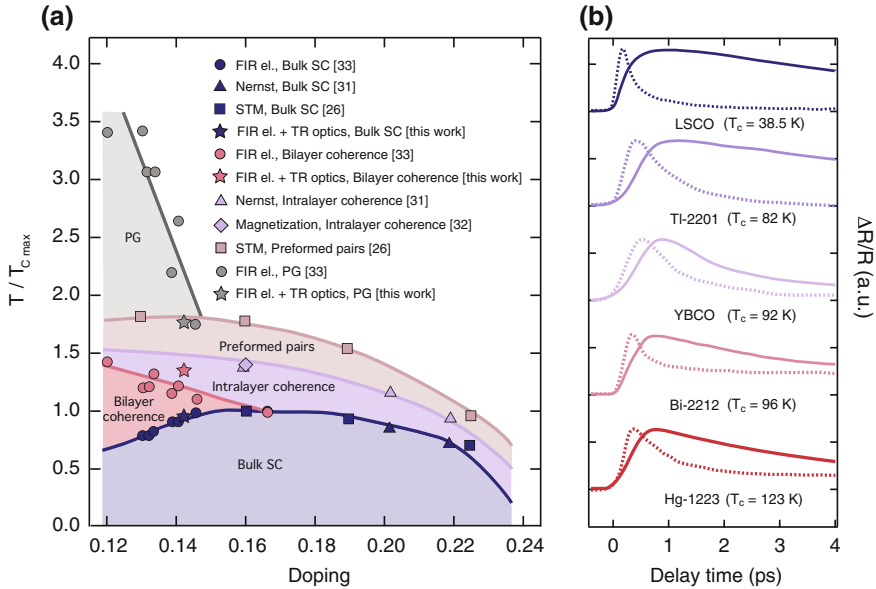 (a)
T / T_C max
4.0
3.5
3.0
2.5
2.0
1.5
1.0
0.5
0.0
0.12
0.14
0.16
0.18
0.20
0.22
0.24
Doping
FIR el., Bulk SC [33]
Nernst, Bulk SC [31]
STM, Bulk SC [26]
FIR el. + TR optics, Bulk SC [this work]
FIR el., Bilayer coherence [33]
FIR el. + TR optics, Bilayer coherence [this work]
Nernst, Intralayer coherence [31]
Magnetization, Intralayer coherence [32]
STM, Preformed pairs [26]
FIR el., PG [33]
FIR el. + TR optics, PG [this work]
PG
Preformed pairs
Intralayer coherence
Bilayer
coherence
Bulk SC
(b)
LSCO (T_c = 38.5 K)
Tl-2201 (T_c = 82 K)
YBCO (T_c = 92 K)
Bi-2212 (T_c = 96 K)
Hg-1223 (T_c = 123 K)
0
1
2
3
4
Delay time (ps)
ΔR/R (a.u.)